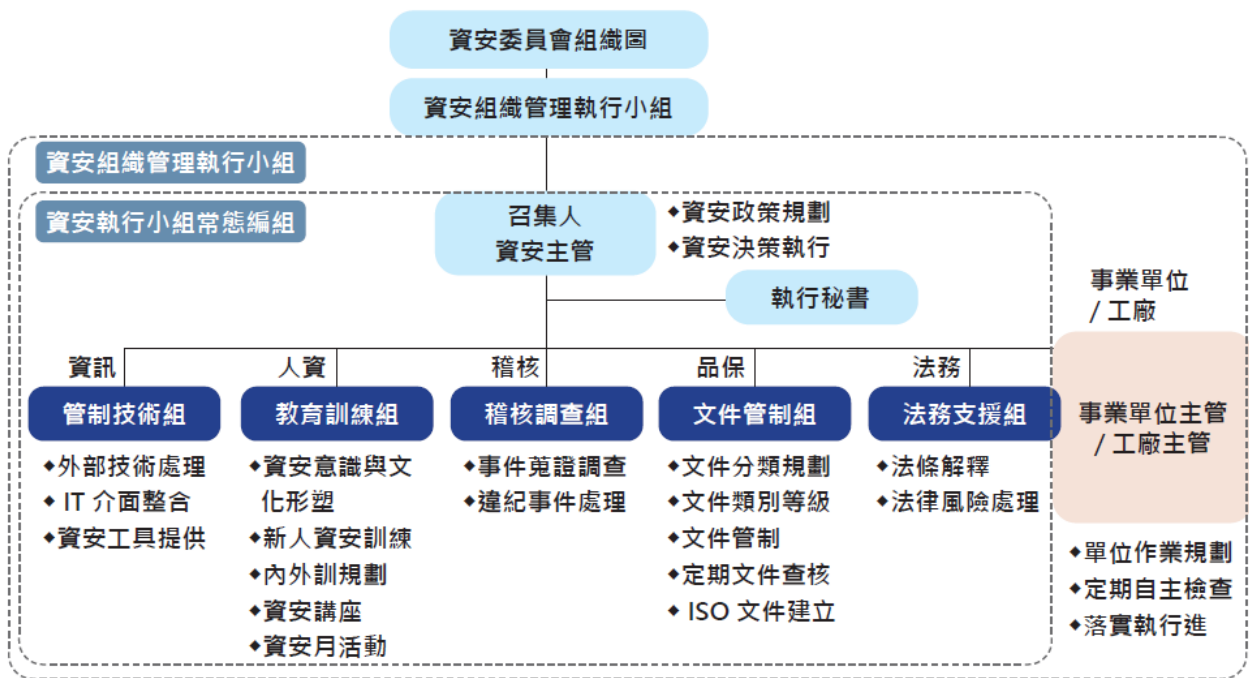 資安委員會組織圖
資安組織管理執行小組
資安組織管理執行小組
資安執行小組常態編組
召集人
資安主管
◆資安政策規劃
◆資安決策執行
執行秘書
事業單位
/ 工廠
資訊
人資
稽核
品保
法務
管制技術組
教育訓練組
稽核調查組
文件管制組
法務支援組
事業單位主管
/ 工廠主管
◆外部技術處理
◆ IT 介面整合
◆資安工具提供
◆資安意識與文
化形塑
◆新人資安訓練
◆內外訓規劃
◆資安講座
◆資安月活動
◆事件蒐證調查
◆違紀事件處理
◆文件分類規劃
◆文件類別等級
◆文件管制
◆定期文件查核
◆ ISO 文件建立
◆法條解釋
◆法律風險處理
◆單位作業規劃
◆定期自主檢查
◆落實執行進